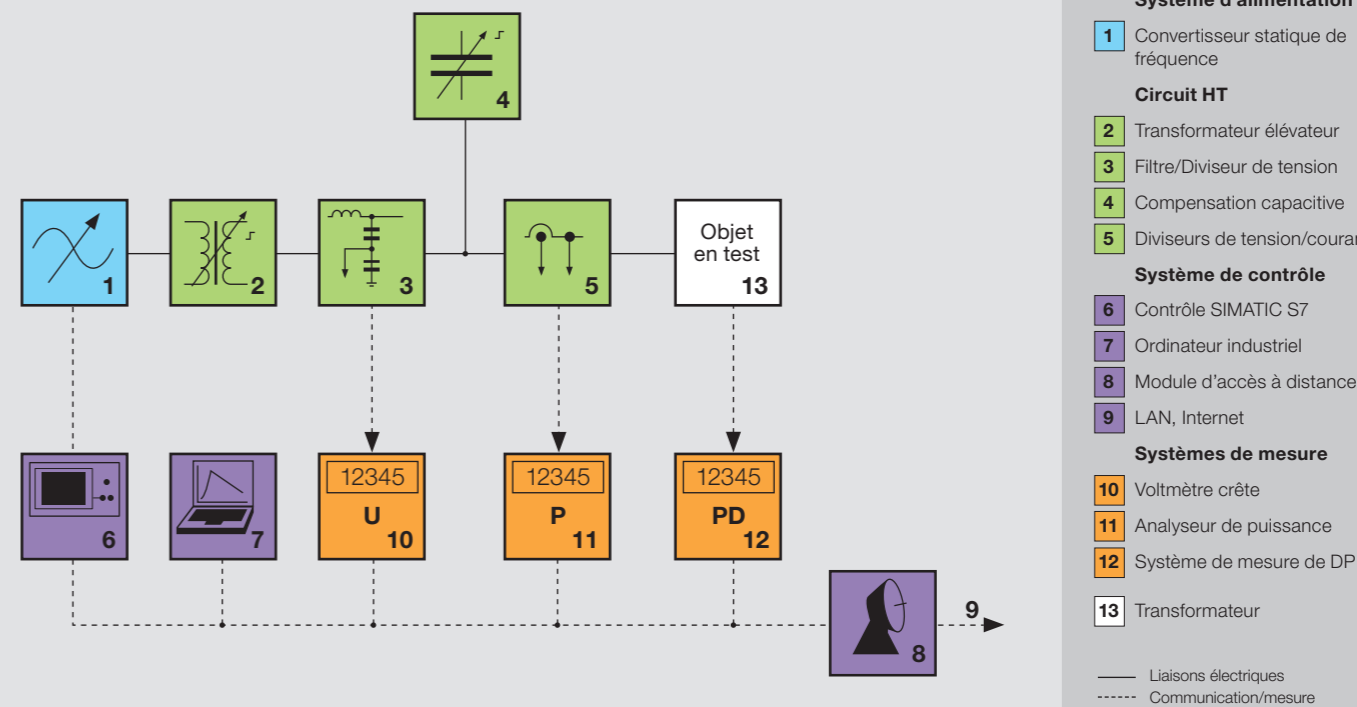 4
1
2
3
5
Objet
en test
13
6
7
12345
U
10
12345
P
11
12345
PD
12
8
9
Système d'alimentation
1 Convertisseur statique de
fréquence
Circuit HT
2 Transformateur élévateur
3 Filtre/Diviseur de tension
4 Compensation capacitive
5 Diviseurs de
Système de contrôle
6 Contrôle SIMATIC S7
7 Ordinateur industriel
8 Module d'accès à distance
9 LAN, Internet
Systèmes de mesure
10 Voltmètre crête
11 Analyseur de puissance
12 Système de mesure de DP
13 Transformateur
Liaisons électriques
Communication/mesure